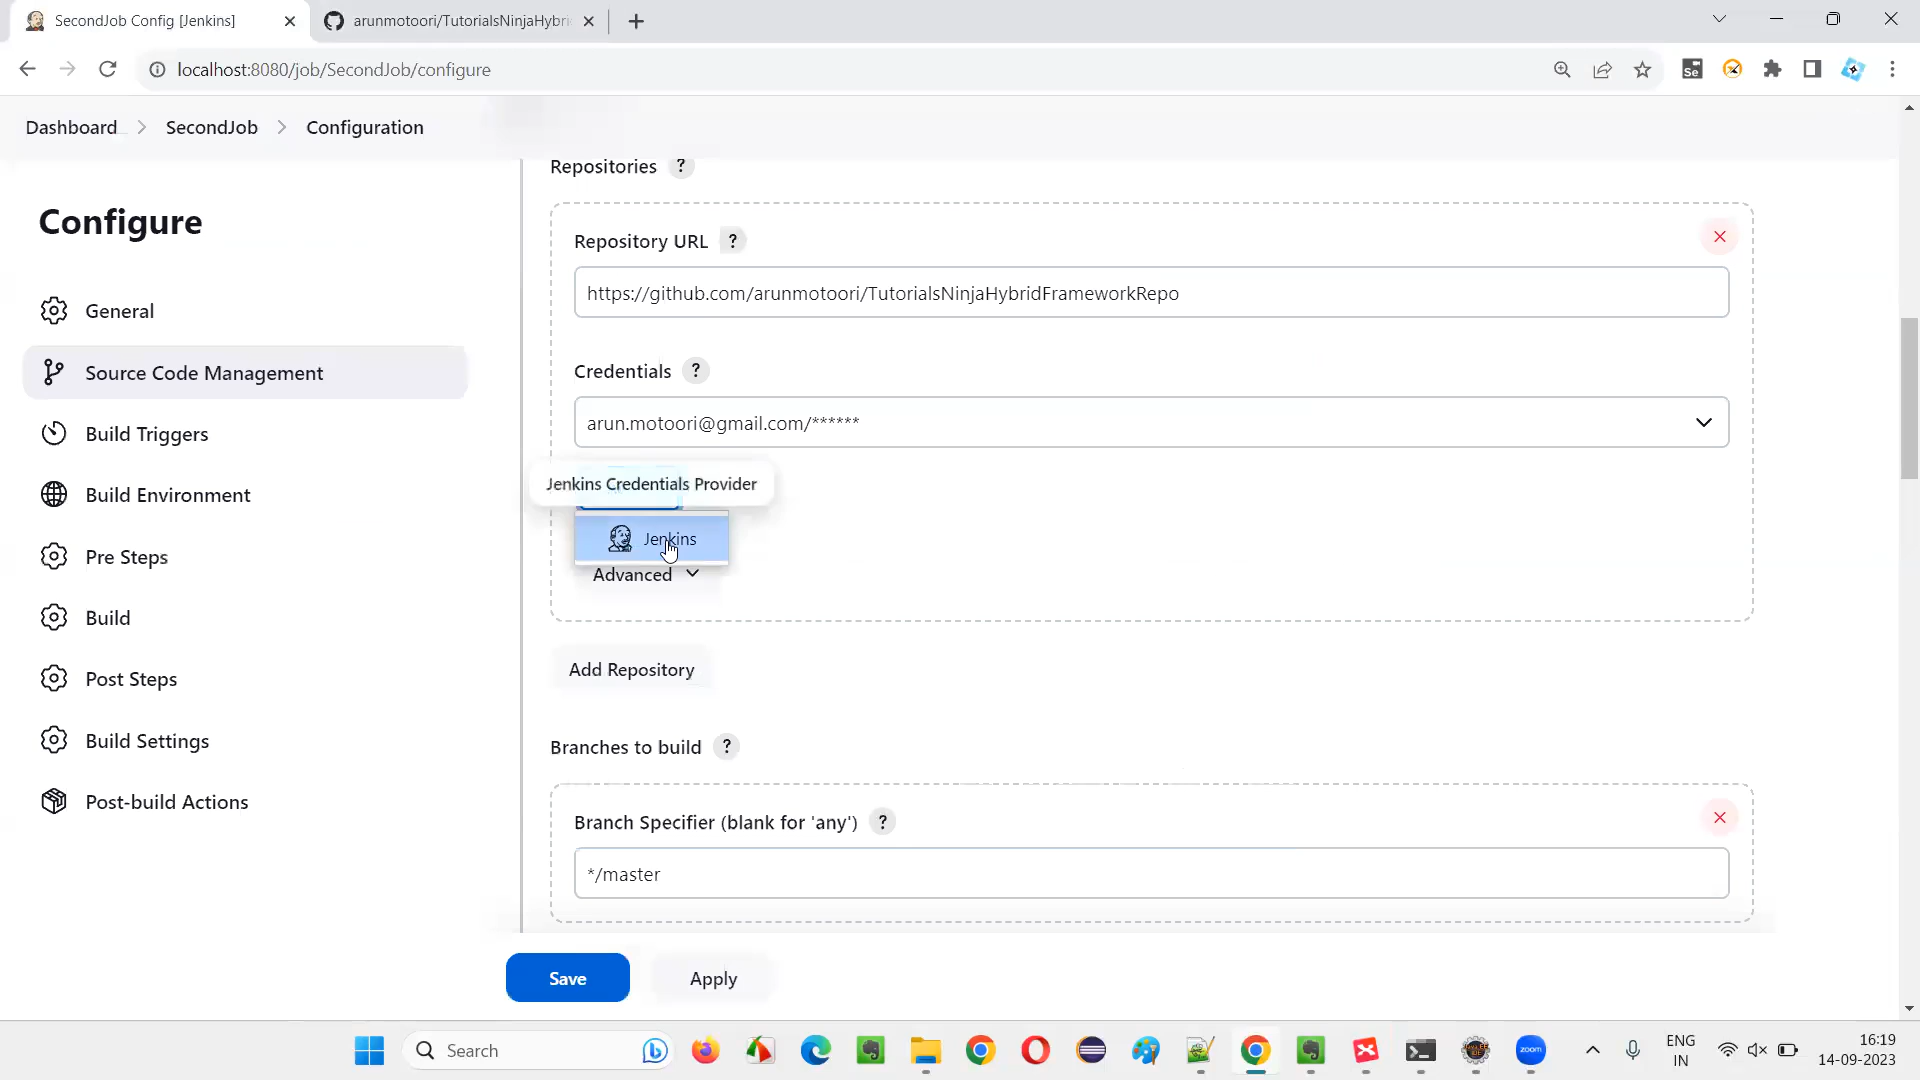 SecondJob Config [Jenkins]
arunmotoori/TutorialsNinjaHybri
localhost:8080/job/SecondJob/configure
Se
Dashboard
SecondJob
Configuration
Repositories ?
Configure
Repository URL ?
https://github.com/arunmotoori/TutorialsNinjaHybridFrameworkRepo
General
Credentials ?
Source Code Management
arun.motoori@gmail.com/******
Build Triggers
Jenkins Credentials Provider
Build Environment
Jenkins
Pre Steps
Advanced
Build
Add Repository
Post Steps
Build Settings
Branches to build ?
Post-build Actions
Branch Specifier (blank for 'any') ?
*/master
Save
Apply
Search
zoom
ENG
IN
16:19
14-09-2023